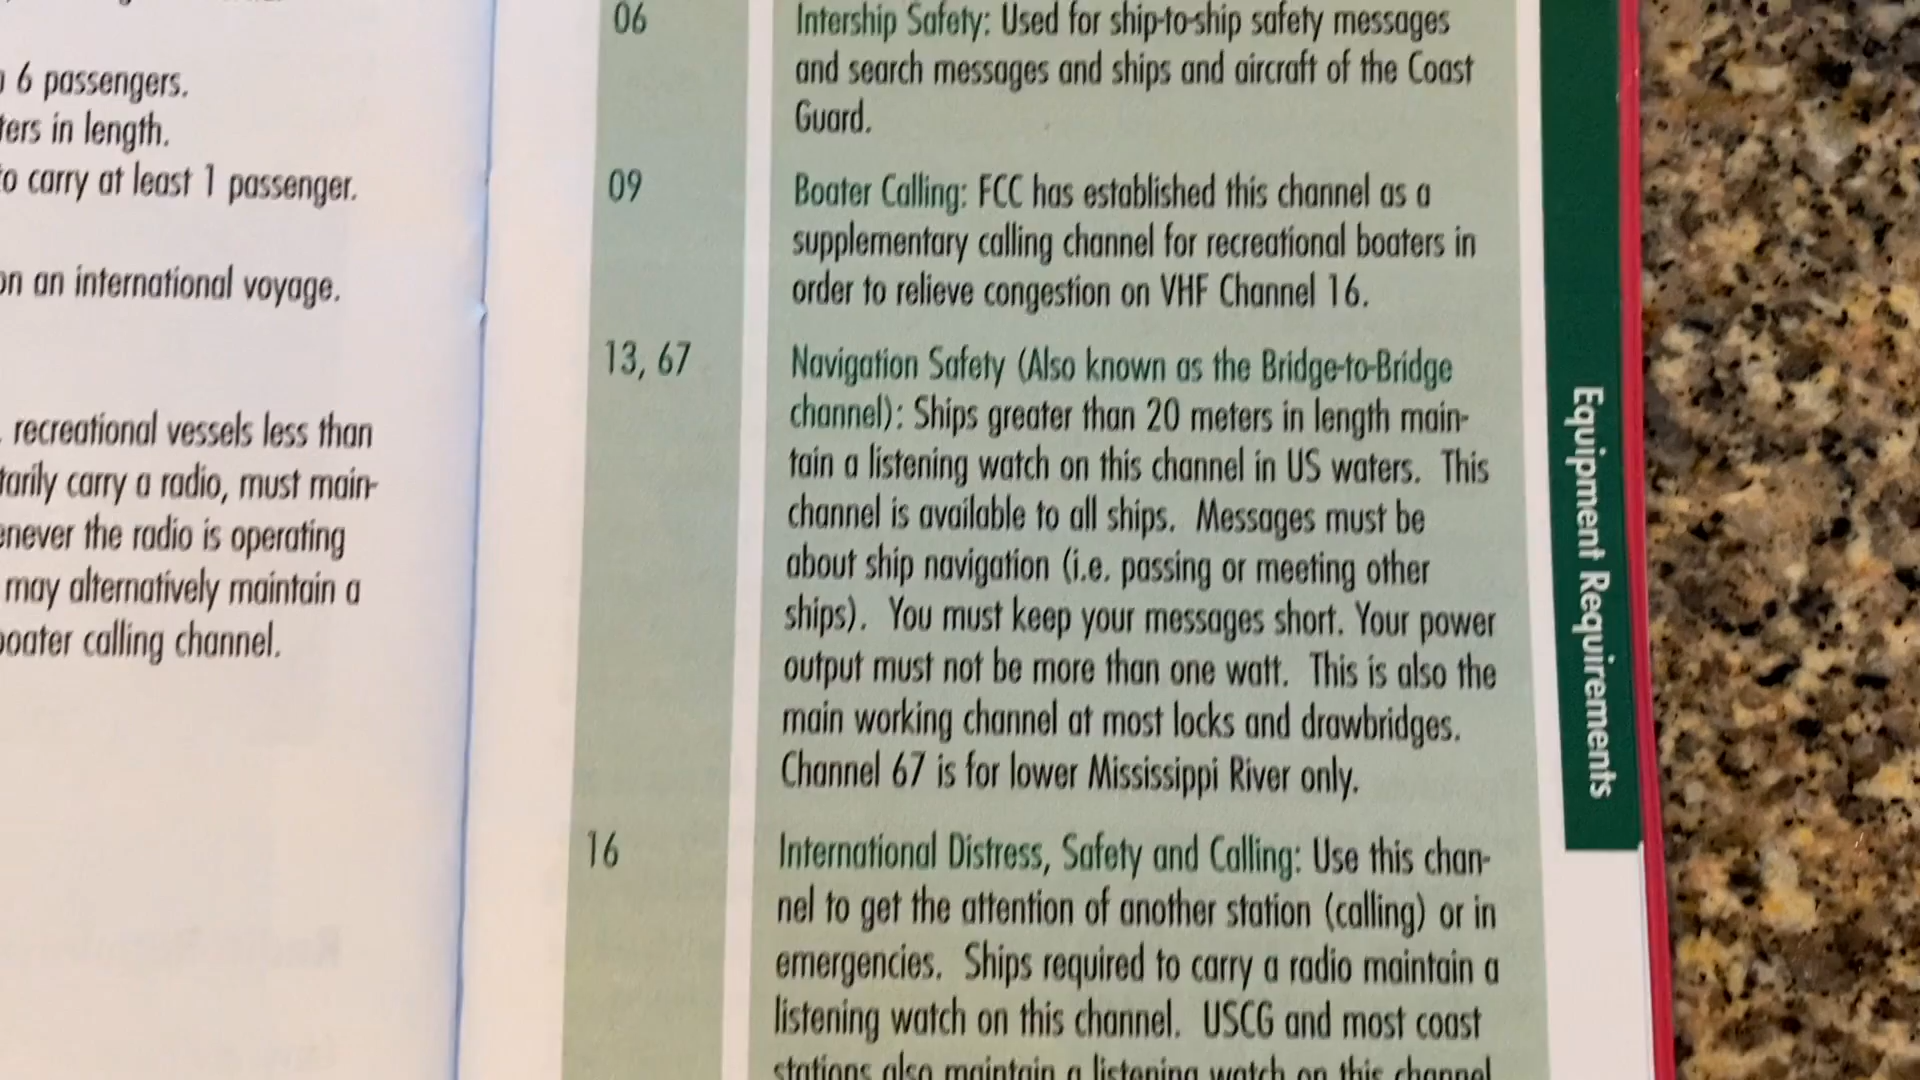 6 passengers.
in length.
carry at least 1 passenger.
on an international voyage.
recreational vessels less than
carry a radio, must main-
the radio is operating
may alternatively maintain a
calling channel.
06
Intership Safety: Used for ship-to-ship safety messages
and search messages and ships and aircraft of the Coast
Guard.
09
Boater Calling: FCC has established this channel as a
supplementary calling channel for recreational boaters in
order to relieve congestion on VHF Channel 16.
13, 67
Navigation Safety (Also known as the Bridge-to-Bridge
channel): Ships greater than 20 meters in length main-
tain a listening watch on this channel in US waters. This
channel is available to all ships. Messages must be
about ship navigation (i.e. passing or meeting other
ships). You must keep your messages short. Your power
output must not be more than one watt. This is also the
main working channel at most locks and drawbridges.
Channel 67 is for lower Mississippi River only.
16
International Distress, Safety and Calling: Use this chan-
nel to get the attention of another station (calling) or in
emergencies. Ships required to carry a radio maintain a
listening watch on this channel. USCG and most coast
stations also maintain a listening watch on this channel
Equipment Requirements